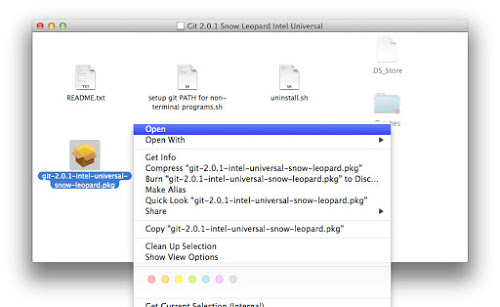 Git 2.0.1 Snow Leopard Intel Universal
.DS_Store
README.txt
setup git PATH for non-
terminal programs.sh
uninstall.sh
TXT
SH
SH
git-2.0.1-intel-universal-
snow-leopard.pkg
Open
Open With
Get Info
Compress "git-2.0.1-intel-universal-snow-leopard.pkg"
Burn "git-2.0.1-intel-universal-snow-leopard.pkg" to Disc...
Make Alias
Quick Look "git-2.0.1-intel-universal-snow-leopard.pkg"
Share
Copy "git-2.0.1-intel-universal-snow-leopard.pkg"
Clean Up Selection
Show View Options
Get Current Selection (Internal)